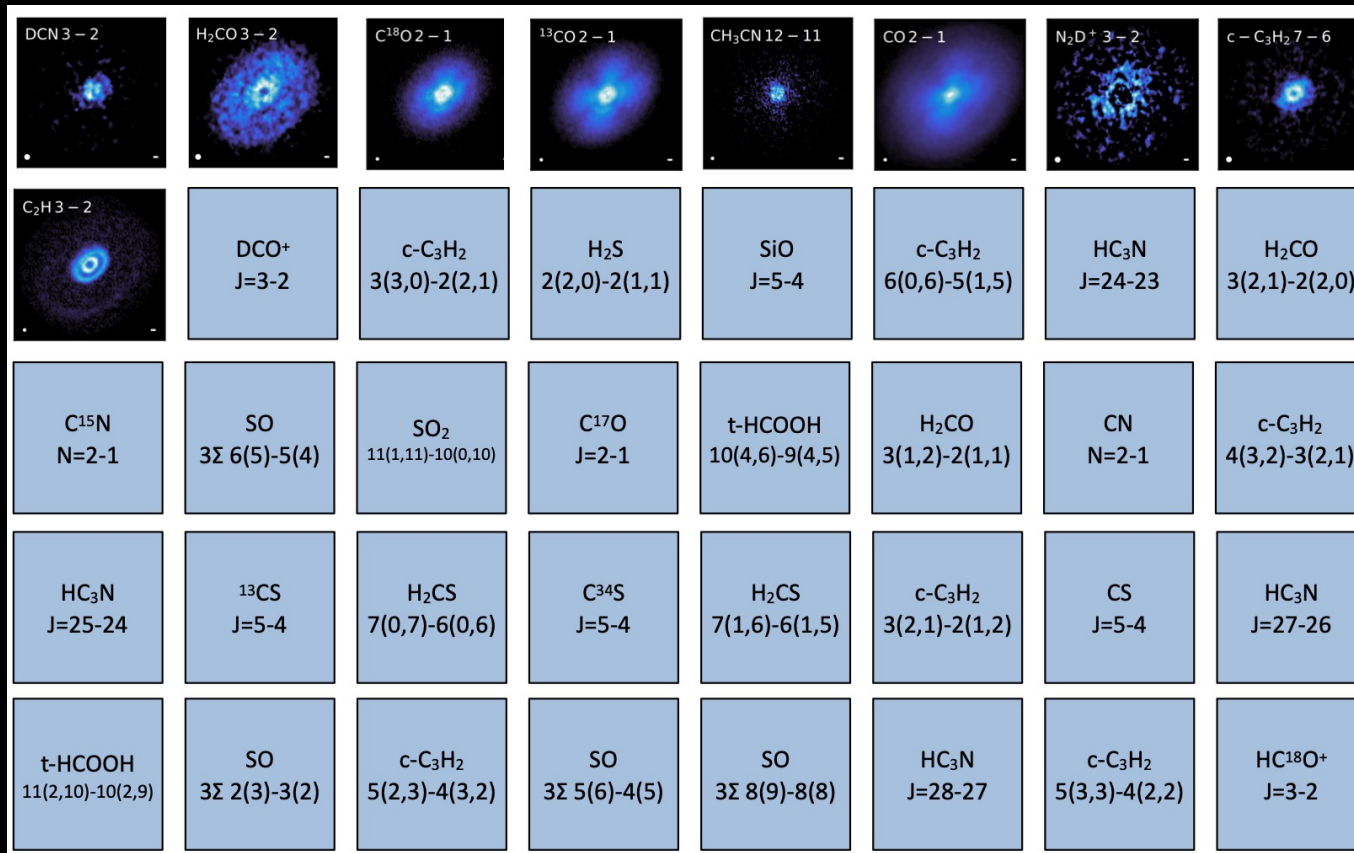 DCN 3 – 2
H₂CO 3 – 2
C¹⁸O 2 – 1
¹³CO 2 – 1
CH₃CN 12 – 11
CO 2 – 1
N₂D⁺ 3 – 2
c – C₃H₂ 7 – 6
C₂H 3 – 2
DCO⁺
J=3-2
c-C₃H₂
3(3,0)-2(2,1)
H₂S
2(2,0)-2(1,1)
SiO
J=5-4
c-C₃H₂
6(0,6)-5(1,5)
HC₃N
J=24-23
H₂CO
3(2,1)-2(2,0)
C¹⁵N
N=2-1
SO
3Σ 6(5)-5(4)
SO₂
11(1,11)-10(0,10)
C¹⁷O
J=2-1
t-HCOOH
10(4,6)-9(4,5)
H₂CO
3(1,2)-2(1,1)
CN
N=2-1
c-C₃H₂
4(3,2)-3(2,1)
HC₃N
J=25-24
¹³CS
J=5-4
H₂CS
7(0,7)-6(0,6)
C³⁴S
J=5-4
H₂CS
7(1,6)-6(1,5)
c-C₃H₂
3(2,1)-2(1,2)
CS
J=5-4
HC₃N
J=27-26
t-HCOOH
11(2,10)-10(2,9)
SO
3Σ 2(3)-3(2)
c-C₃H₂
5(2,3)-4(3,2)
SO
3Σ 5(6)-4(5)
SO
3Σ 8(9)-8(8)
HC₃N
J=28-27
c-C₃H₂
5(3,3)-4(2,2)
HC¹⁸O⁺
J=3-2